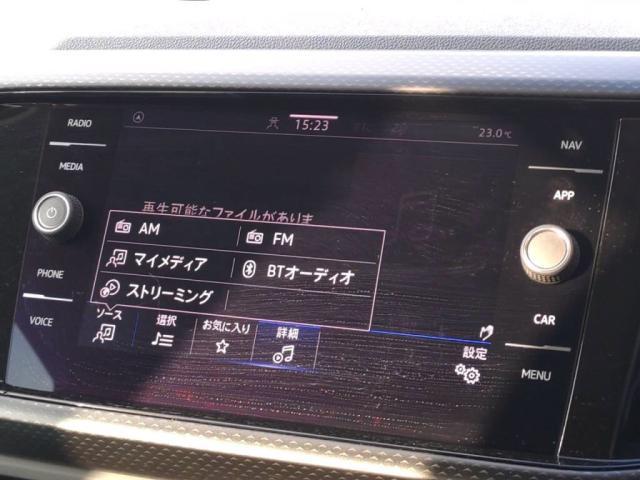 RADIO
MEDIA
PHONE
VOICE
15:23
23.0℃
再生可能なファイルがありま
AM
FM
マイメディア
BTオーディオ
ストリーミング
ソース
選択
お気に入り
詳細
設定
NAV
APP
CAR
MENU